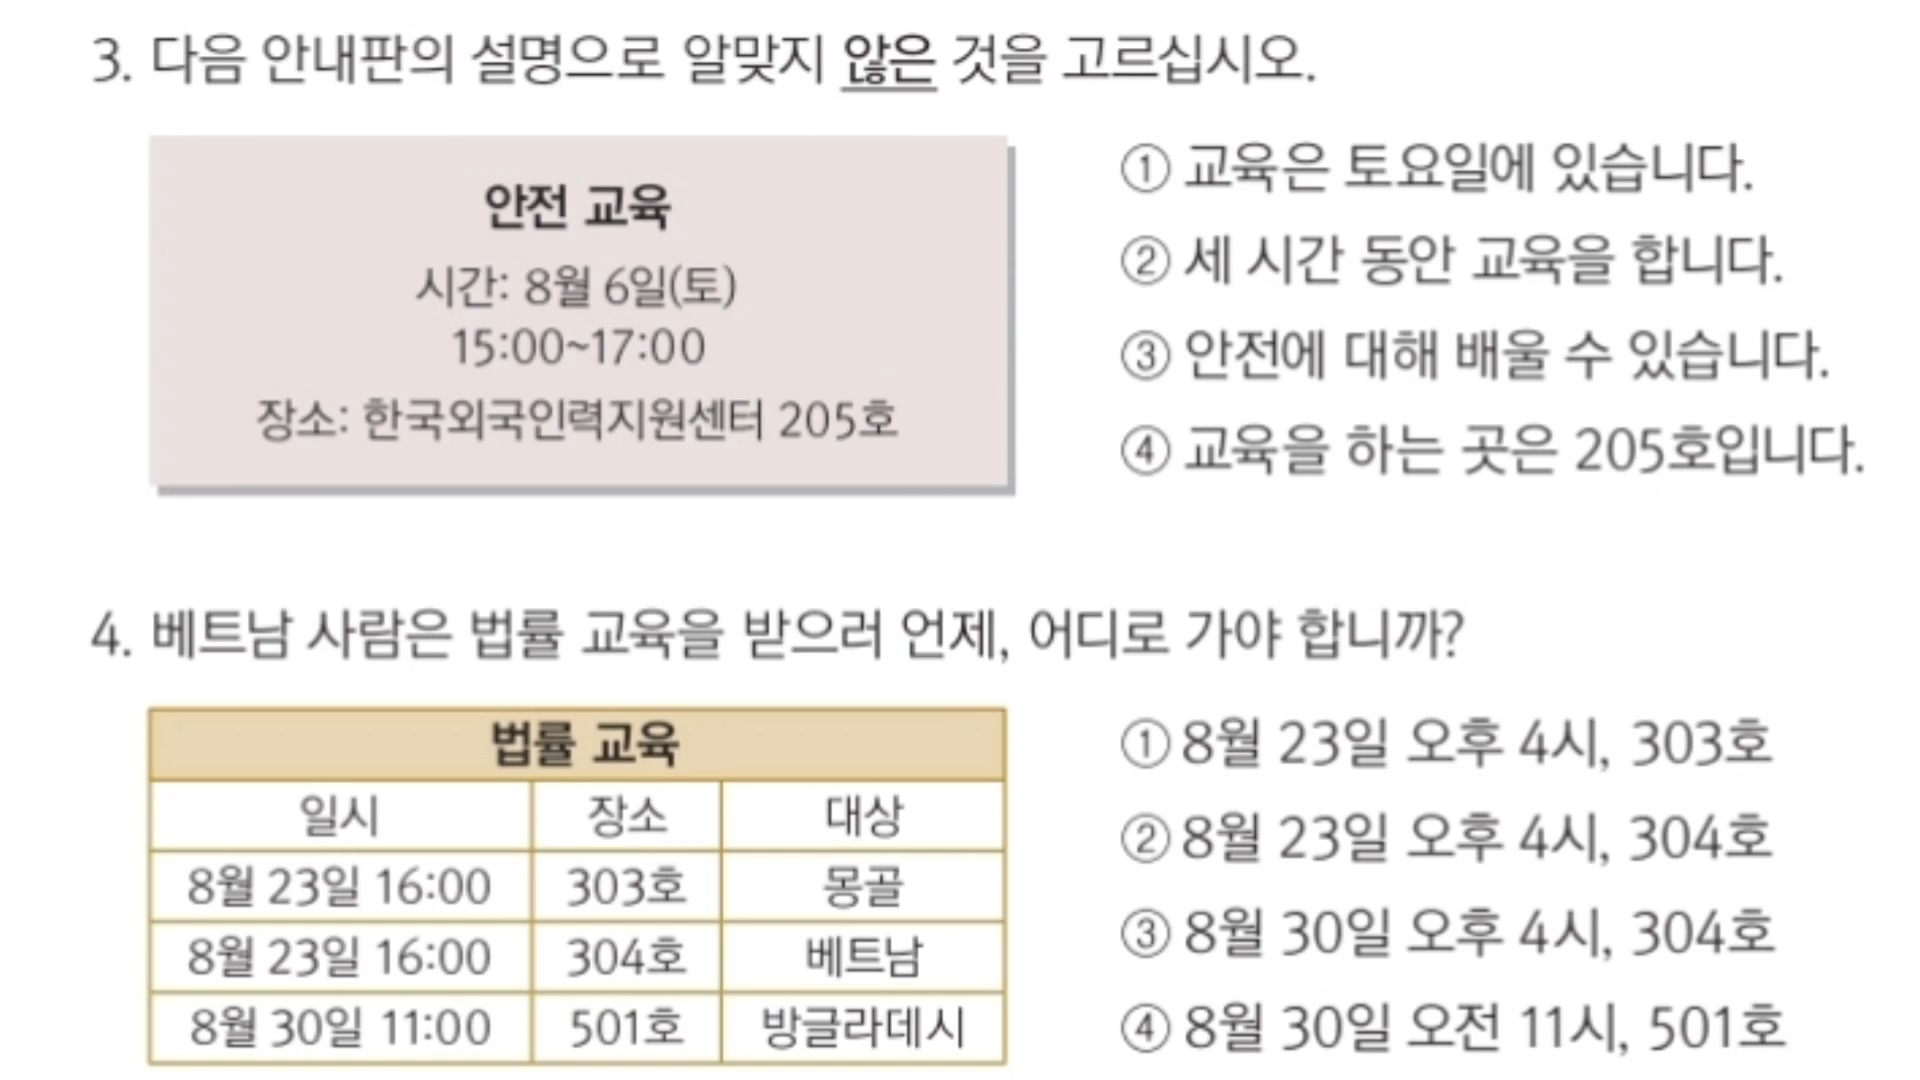 3. 다음 안내판의 설명으로 알맞지 않은 것을 고르십시오.
안전 교육
시간: 8월 6일(토)
15:00~17:00
장소: 한국외국인력지원센터 205호
① 교육은 토요일에 있습니다.
② 세 시간 동안 교육을 합니다.
③ 안전에 대해 배울 수 있습니다.
④ 교육을 하는 곳은 205호입니다.
4. 베트남 사람은 법률 교육을 받으러 언제, 어디로 가야 합니까?
법률 교육
일시 장소 대상
8월 23일 16:00 303호 몽골
8월 23일 16:00 304호 베트남
8월 30일 11:00 501호 방글라데시
① 8월 23일 오후 4시, 303호
② 8월 23일 오후 4시, 304호
③ 8월 30일 오후 4시, 304호
④ 8월 30일 오전 11시, 501호